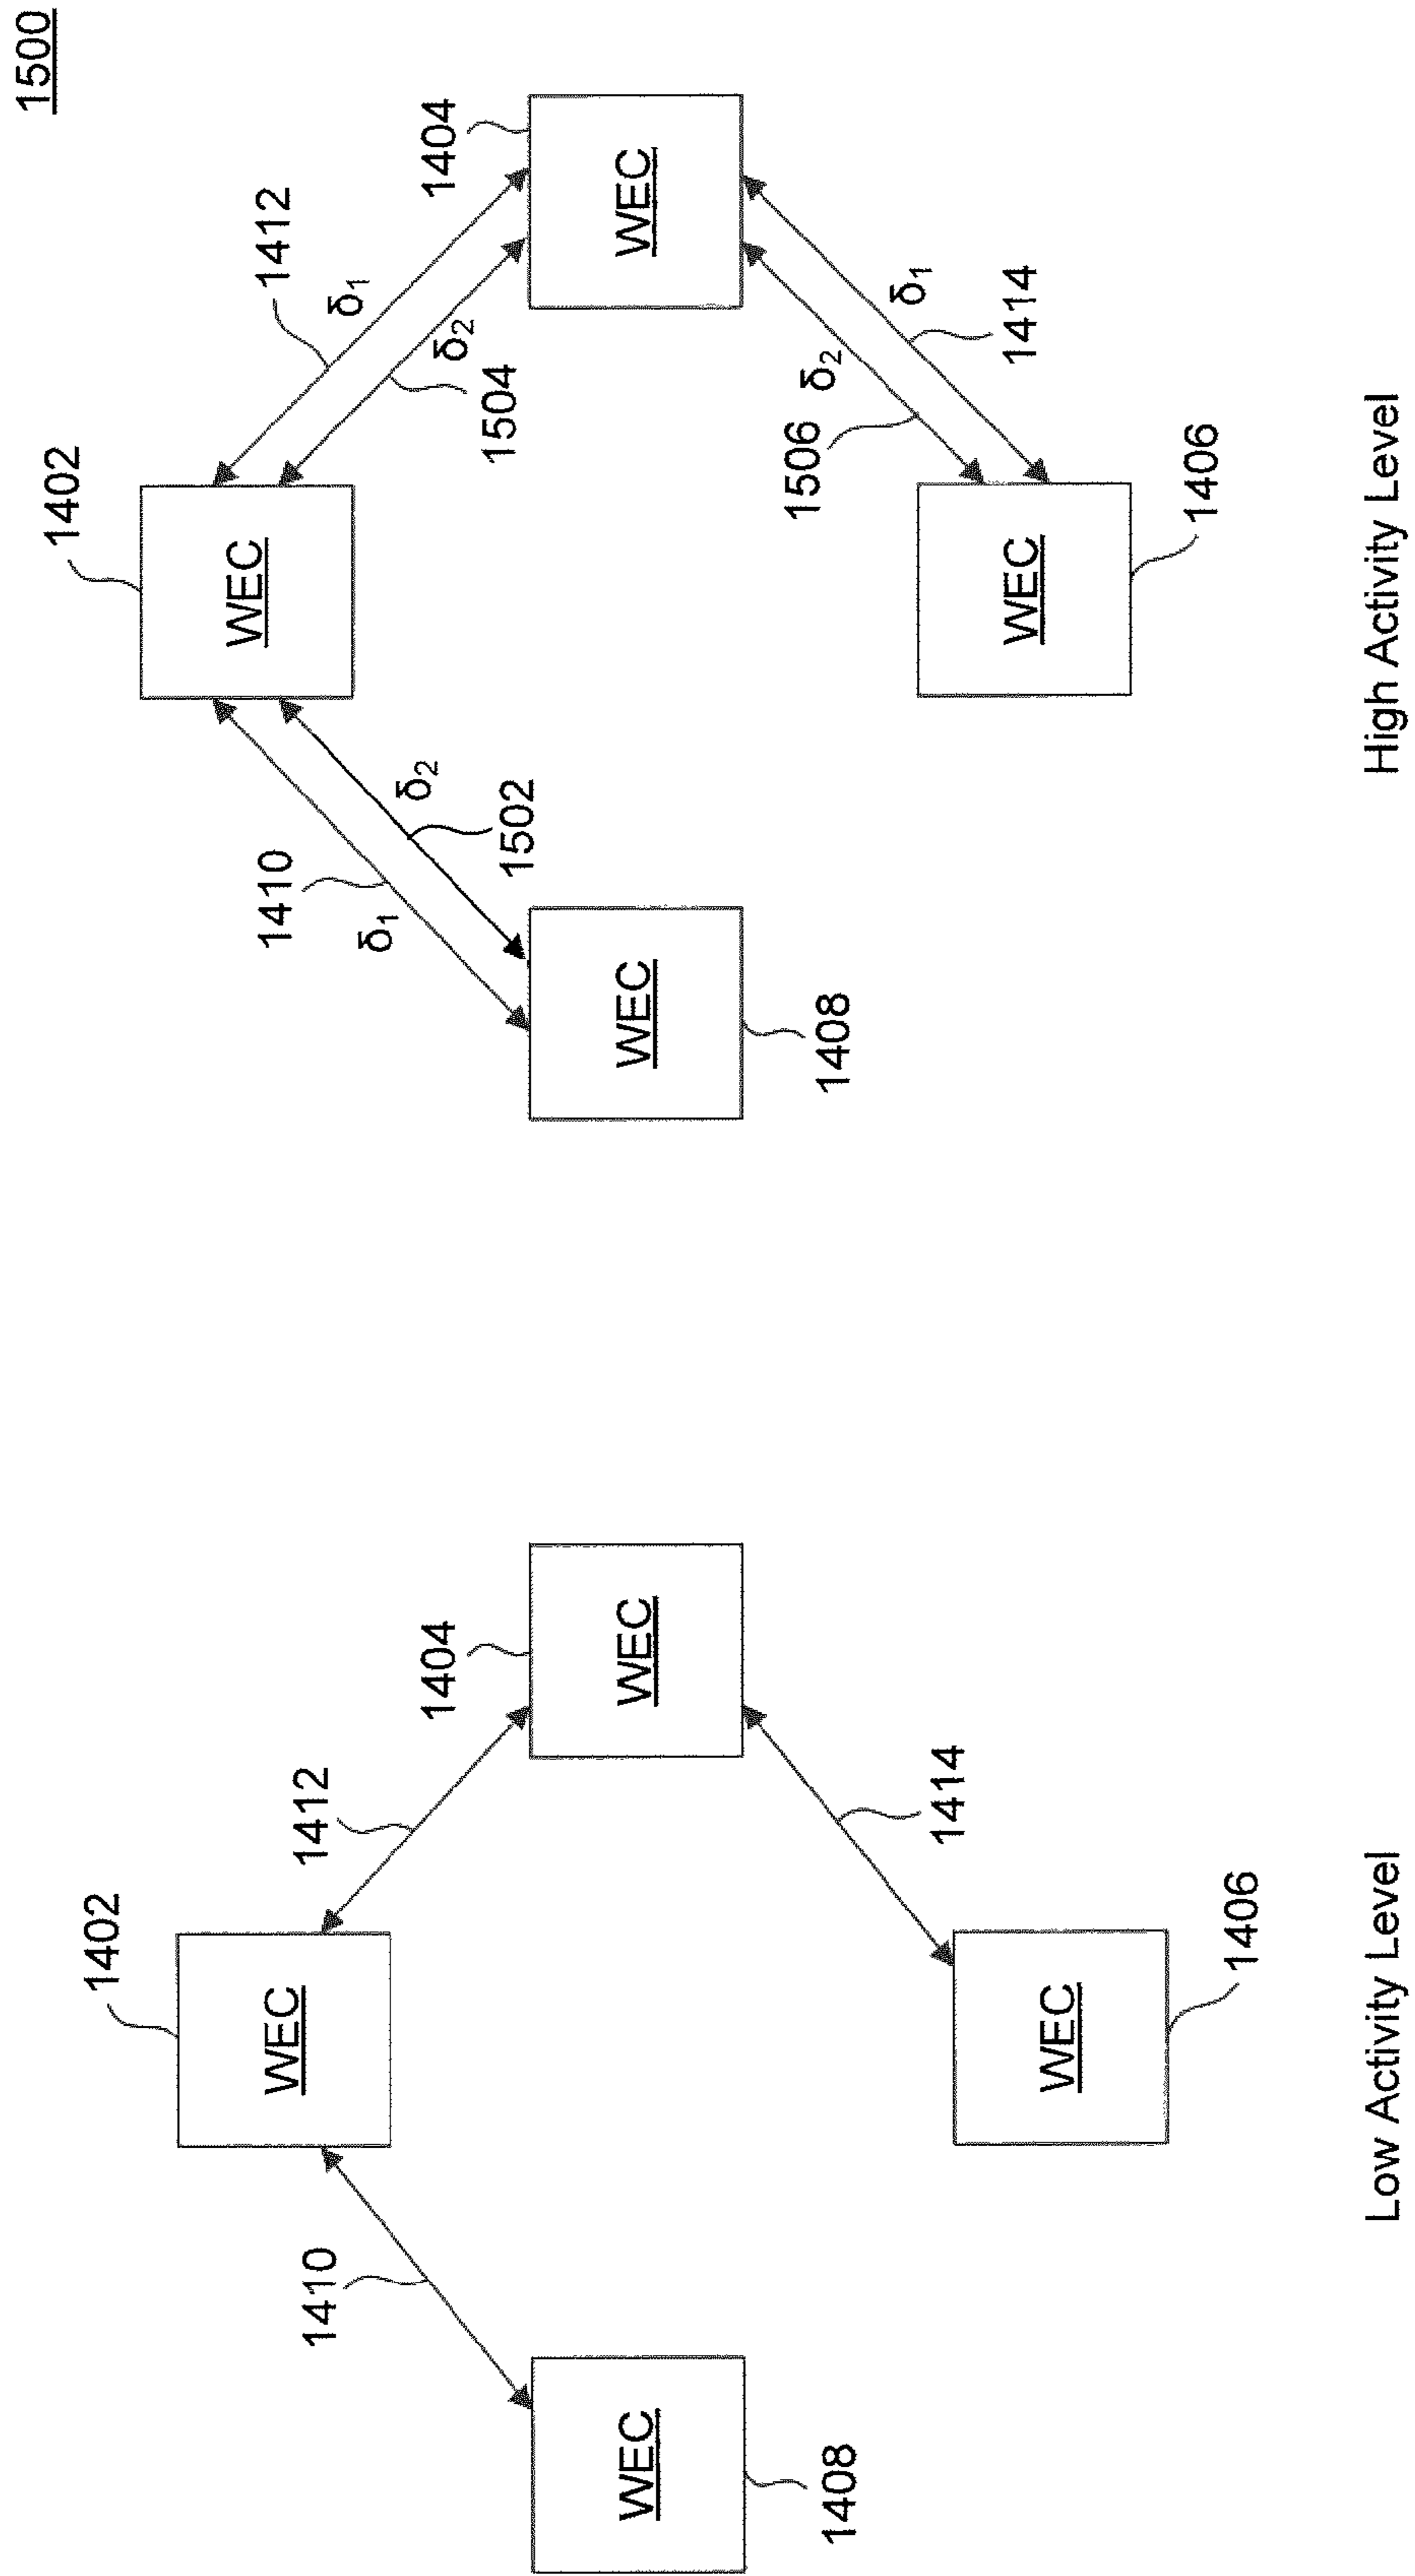 1500
1402
WEC
1412
1404
WEC
1414
1410
WEC
1408
WEC
1406
Low Activity Level
1402
WEC
1412
δ₁
δ₂
1504
1404
WEC
1410
δ₁
δ₂
1502
WEC
1408
1506
δ₂
δ₁
1414
WEC
1406
High Activity Level